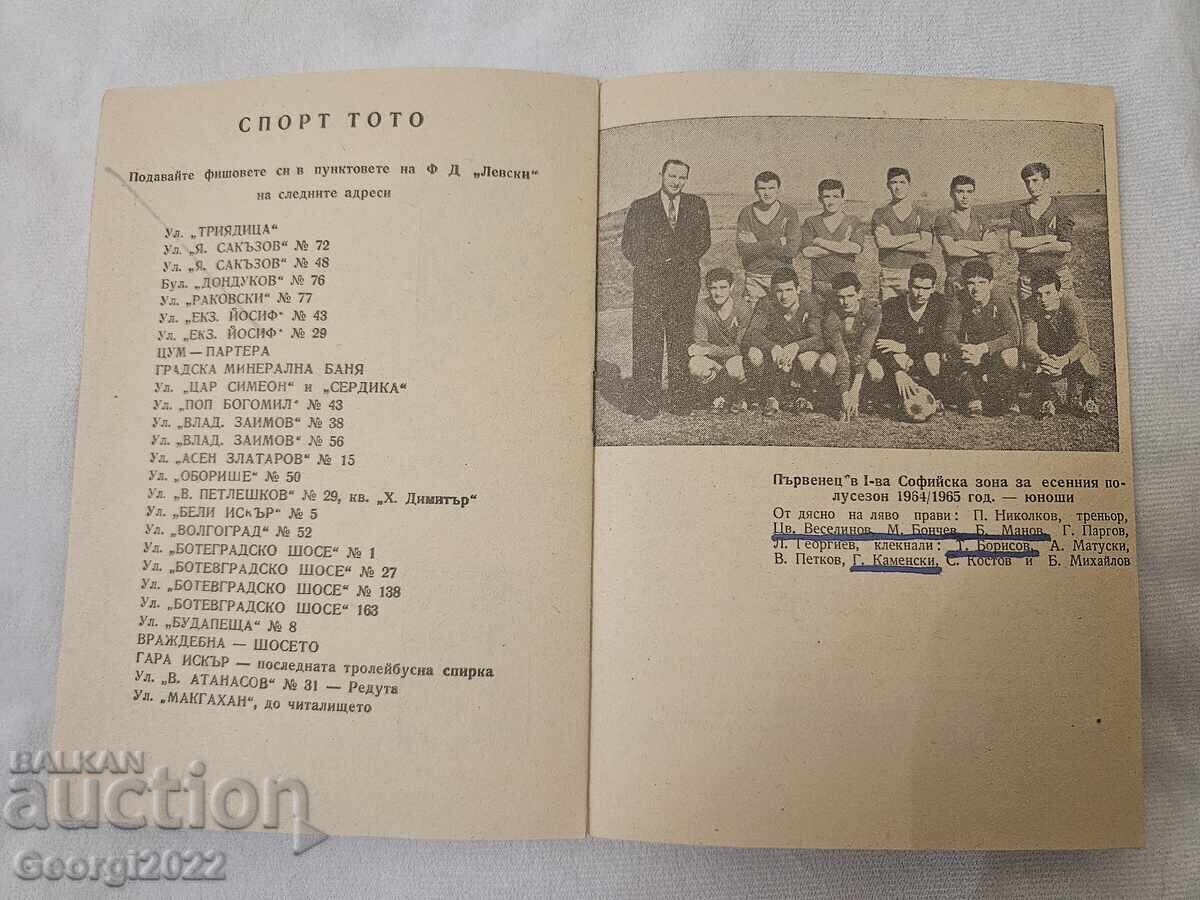 СПОРТ ТОТО
Подавайте фишовете си в пунктовете на Ф Д „Левски“
на следните адреси
Ул. „ТРИЯДИЦА“
Ул. „Я. САКЪЗОВ“ № 72
Ул. „Я. САКЪЗОВ“ № 48
Бул. „ДОНДУКОВ“ № 76
Ул. „РАКОВСКИ“ № 77
Ул. „ЕКЗ. ЙОСИФ“ № 43
Ул. „ЕКЗ. ЙОСИФ“ № 29
ЦУМ — ПАРТЕРА
ГРАДСКА МИНЕРАЛНА БАНЯ
Ул. „ЦАР СИМЕОН“ и „СЕРДИКА“
Ул. „ПОП БОГОМИЛ“ № 43
Ул. „ВЛАД. ЗАИМОВ“ № 38
Ул. „ВЛАД. ЗАИМОВ“ № 56
Ул. „АСЕН ЗЛАТАРОВ“ № 15
Ул. „ОБОРИШЕ“ № 50
Ул. „В. ПЕТЛЕШКОВ“ № 29, кв. „Х. Димитър“
Ул. „БЕЛИ ИСКЪР“ № 5
Ул. „ВОЛГОГРАД“ № 52
Ул. „БОТЕГРАДСКО ШОСЕ“ № 1
Ул. „БОТЕВГРАДСКО ШОСЕ“ № 27
Ул. „БОТЕВГРАДСКО ШОСЕ“ № 138
Ул. „БОТЕВГРАДСКО ШОСЕ“ 163
Ул. „БУДАПЕЩА“ № 8
ВРАЖДЕБНА — ШОСЕТО
ГАРА ИСКЪР — последната тролейбусна спирка
Ул. „В. АТАНАСОВ“ № 31 — Редута
Ул. „МАКГАХАН“, до читалището
Първенец в I-ва Софийска зона за есенния по-
лусезон 1964/1965 год. — юноши
От дясно на ляво прави: П. Николков, треньор,
Цв. Веселинов, М. Бончев, Б. Манов, Г. Паргов,
Л. Георгиев, клекнали: Т. Борисов, А. Матуски,
В. Петков, Г. Каменски, С. Костов и Б. Михайлов
BALKAN
auction
Georgi2022